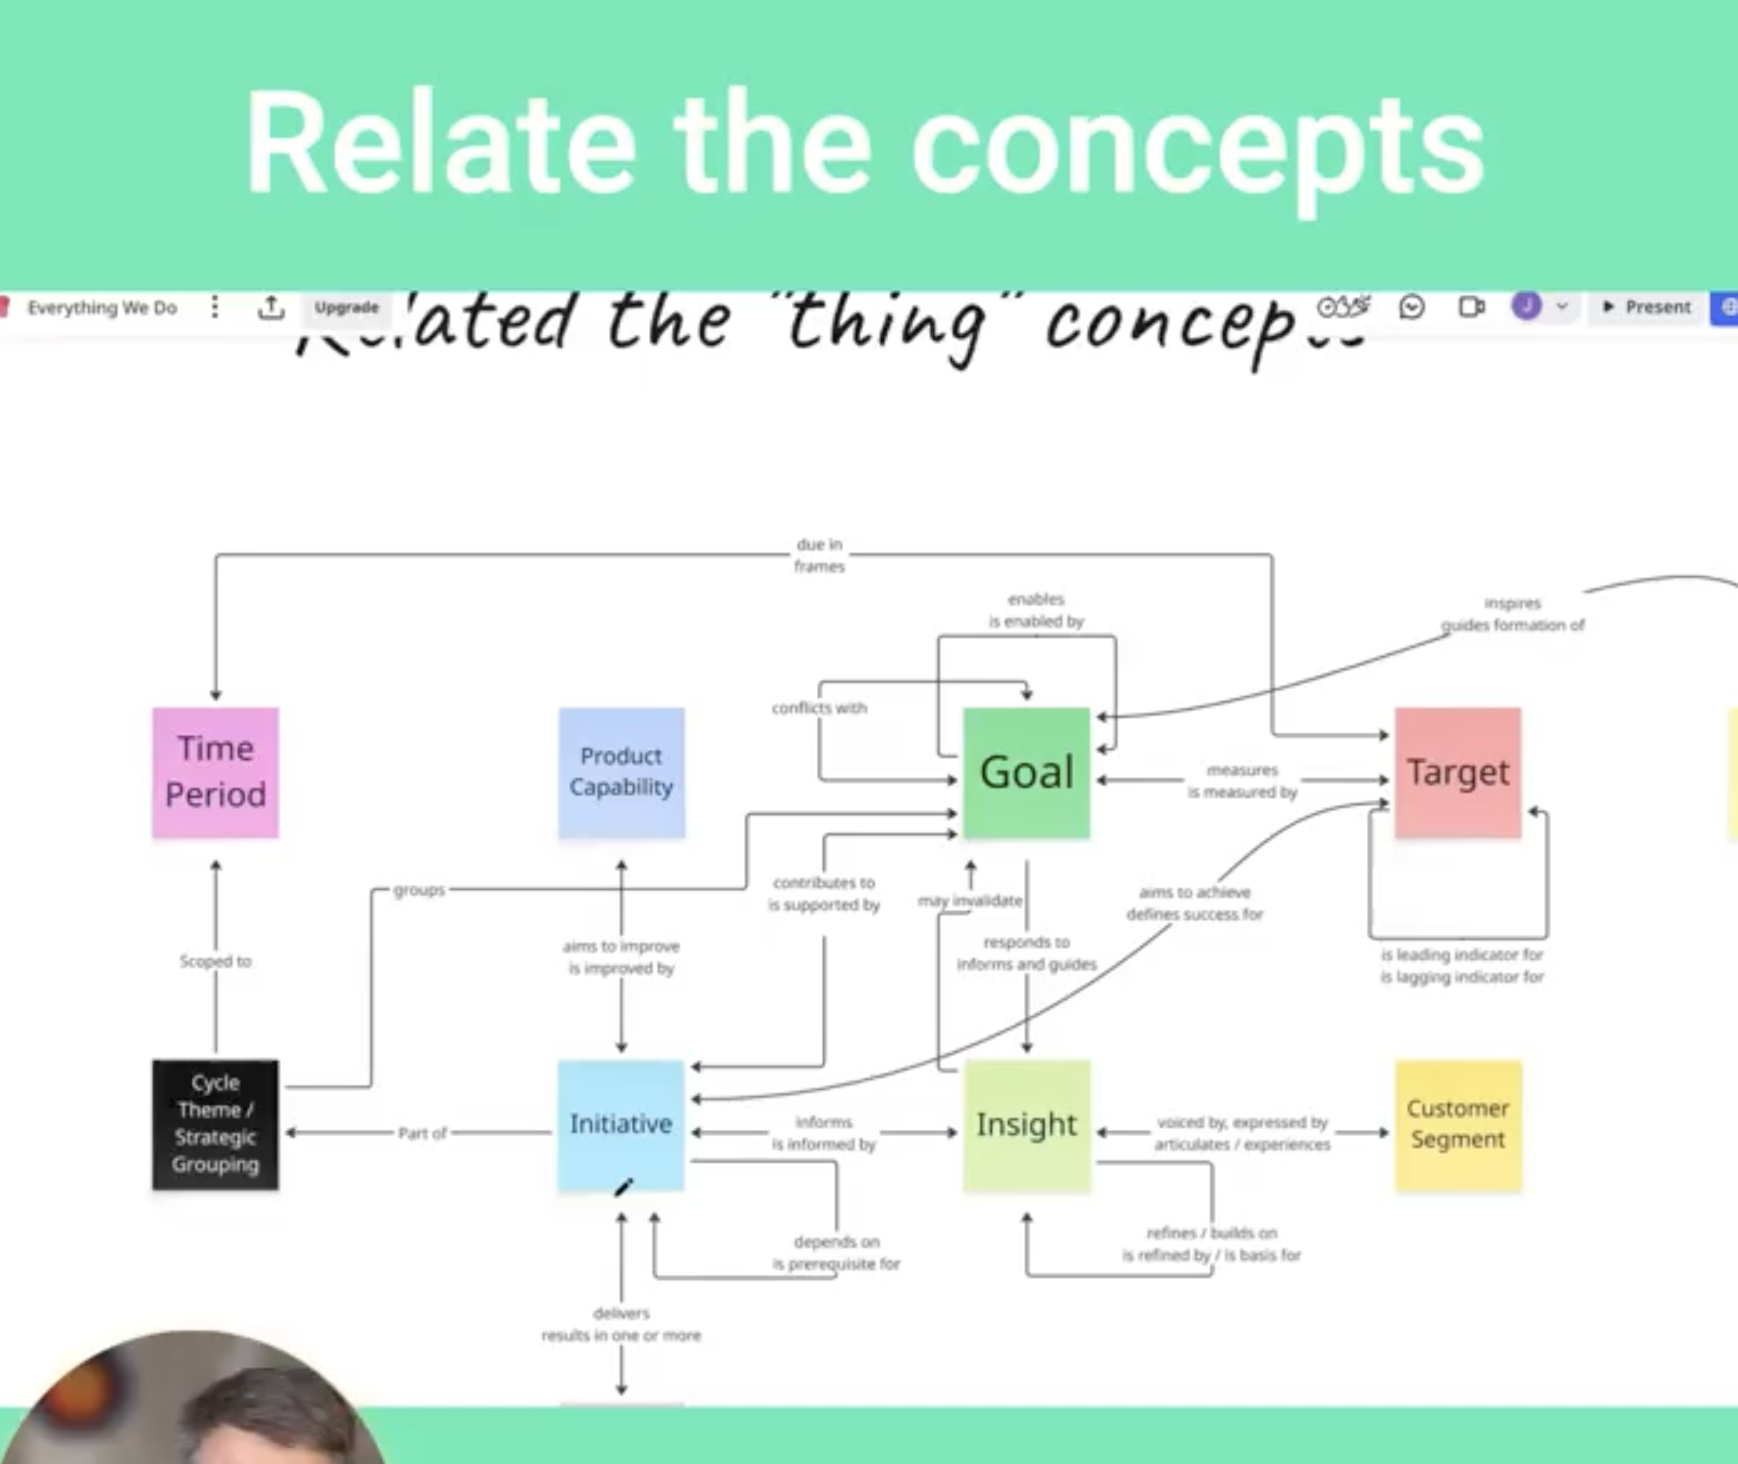 Relate the concepts
Everything We Do
Upgrade
Related the "thing" concepts
J
Present
due in
frames
enables
is enabled by
inspires
guides formation of
conflicts with
Time
Period
Product
Capability
Goal
measures
is measured by
Target
groups
contributes to
is supported by
may invalidate
aims to achieve
defines success for
Scoped to
aims to improve
is improved by
responds to
informs and guides
is leading indicator for
is lagging indicator for
Cycle
Theme /
Strategic
Grouping
Part of
Initiative
informs
is informed by
Insight
voiced by, expressed by
articulates / experiences
Customer
Segment
depends on
is prerequisite for
refines / builds on
is refined by / is basis for
delivers
results in one or more